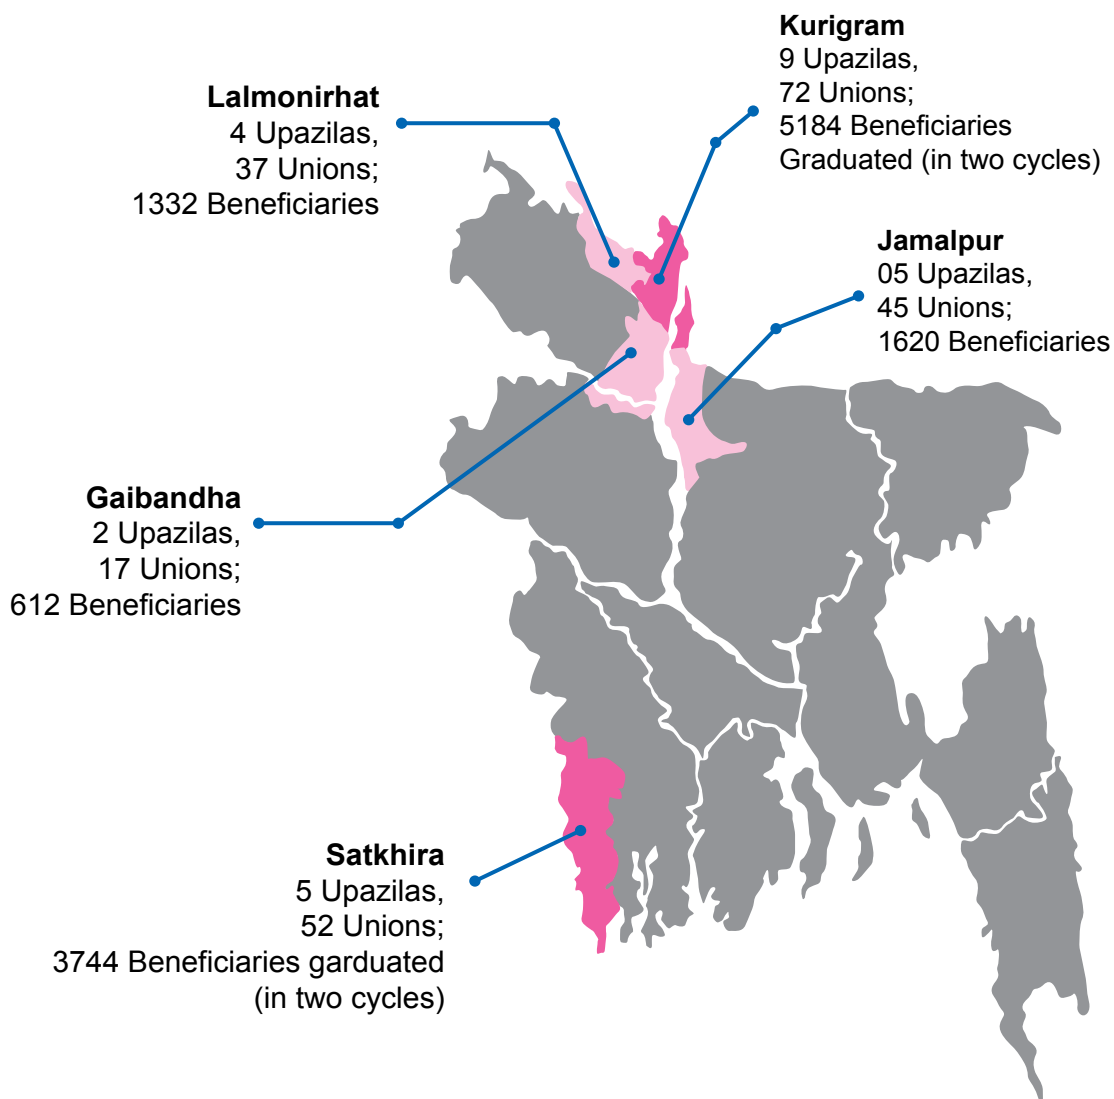 Kurigram
9 Upazilas,
72 Unions;
5184 Beneficiaries
Graduated (in two cycles)
Lalmonirhat
4 Upazilas,
37 Unions;
1332 Beneficiaries
Jamalpur
05 Upazilas,
45 Unions;
1620 Beneficiaries
Gaibandha
2 Upazilas,
17 Unions;
612 Beneficiaries
Satkhira
5 Upazilas,
52 Unions;
3744 Beneficiaries garduated
(in two cycles)